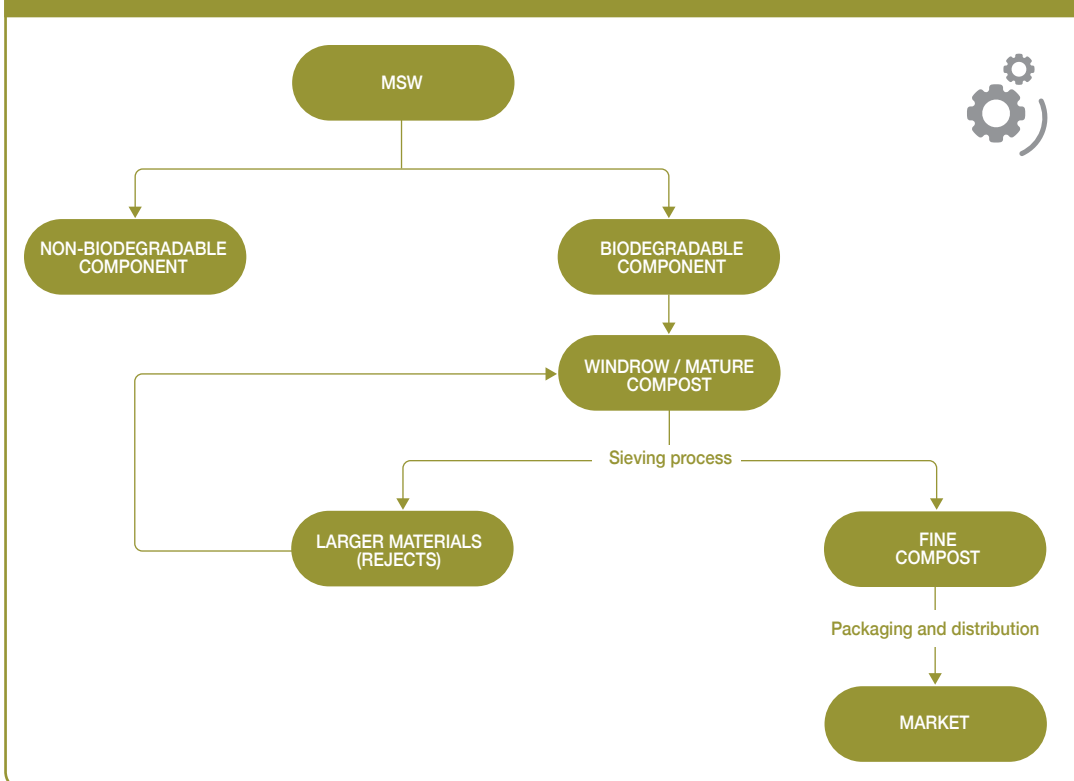 MSW
NON-BIODEGRADABLE
COMPONENT
BIODEGRADABLE
COMPONENT
WINDROW / MATURE
COMPOST
Sieving process
LARGER MATERIALS
(REJECTS)
FINE
COMPOST
Packaging and distribution
MARKET